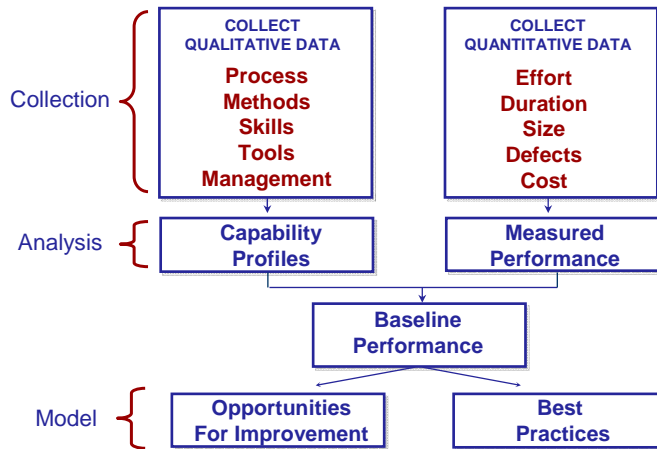 COLLECT
QUALITATIVE DATA
Process
Methods
Skills
Tools
Management
COLLECT
QUANTITATIVE DATA
Effort
Duration
Size
Defects
Cost
Collection
Capability
Profiles
Measured
Performance
Analysis
Baseline
Performance
Opportunities
For Improvement
Best
Practices
Model